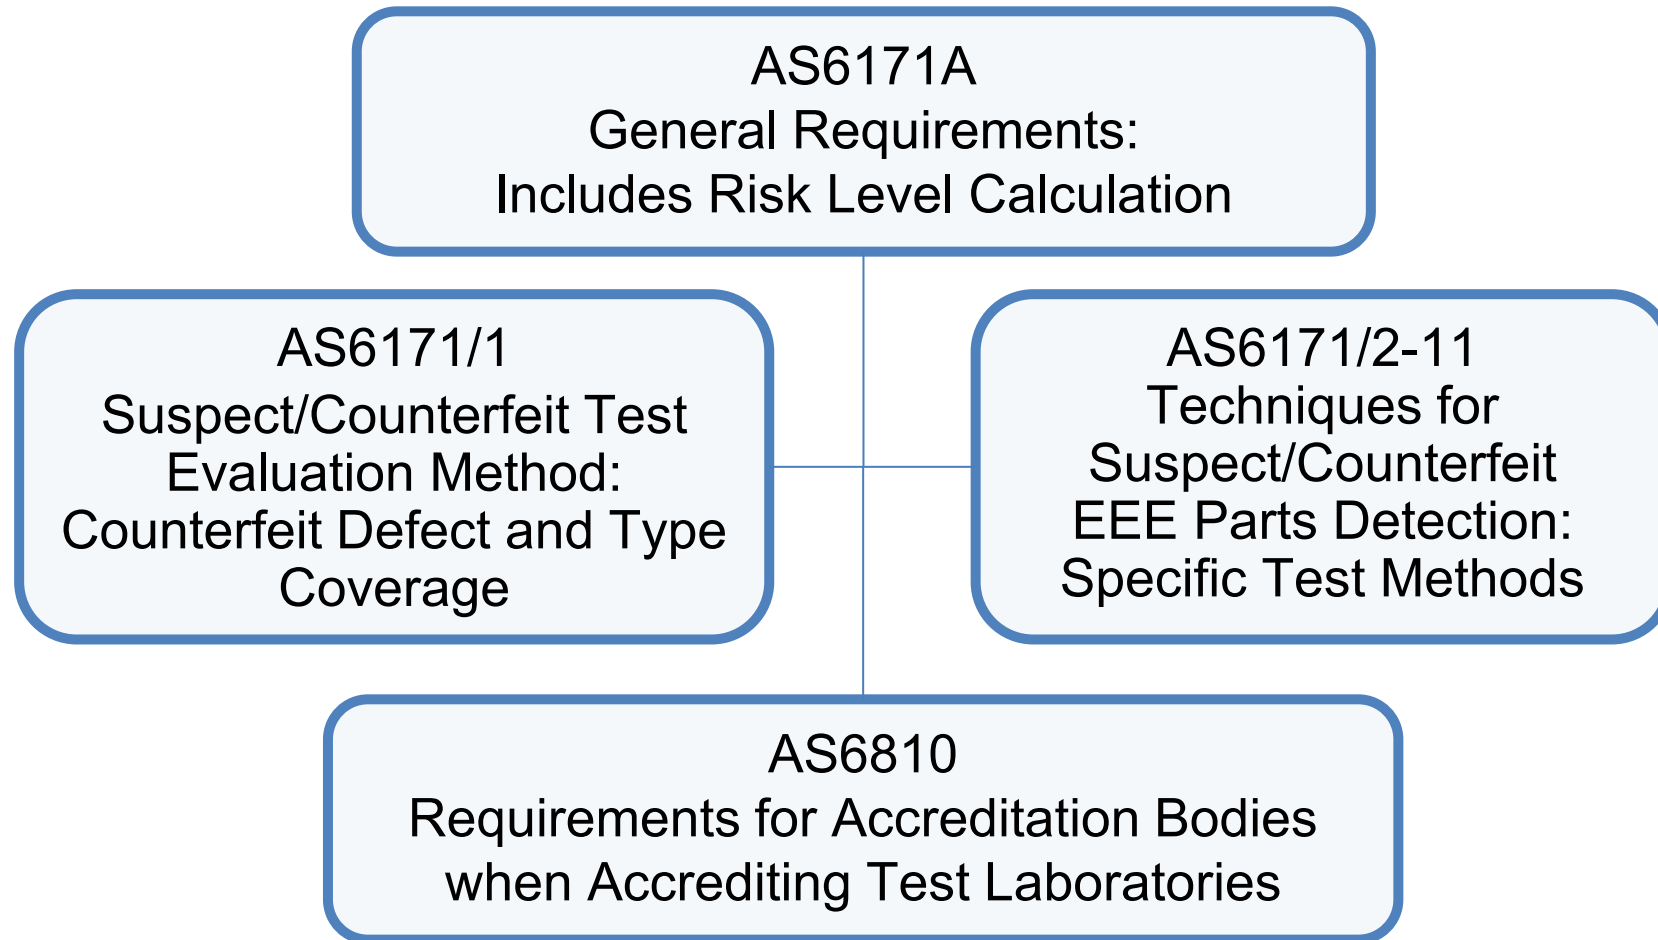 AS6171A
General Requirements:
Includes Risk Level Calculation
AS6171/1
Suspect/Counterfeit Test
Evaluation Method:
Counterfeit Defect and Type
Coverage
AS6171/2-11
Techniques for
Suspect/Counterfeit
EEE Parts Detection:
Specific Test Methods
AS6810
Requirements for Accreditation Bodies
when Accrediting Test Laboratories